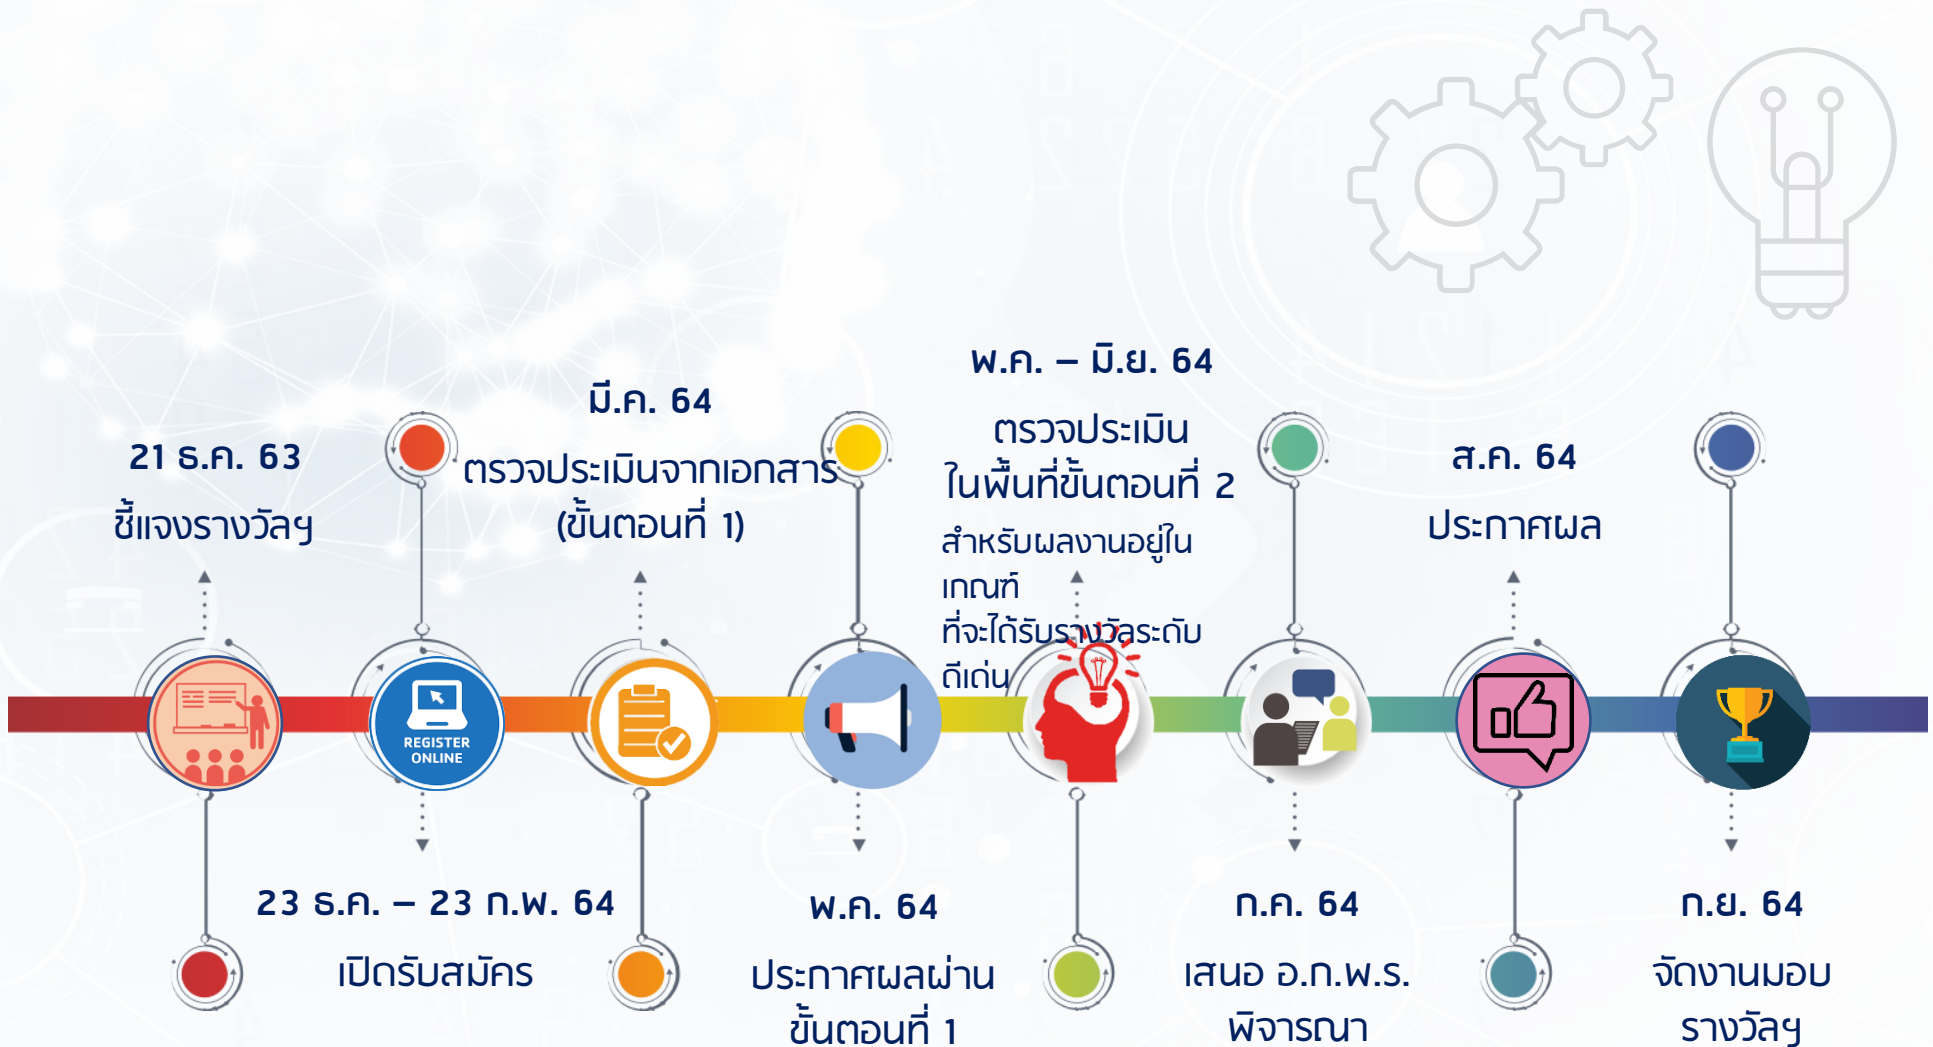 21 ธ.ค. 63
ชี้แจงรางวัลฯ
23 ธ.ค. – 23 ก.พ. 64
เปิดรับสมัคร
REGISTER
ONLINE
มี.ค. 64
ตรวจประเมินจากเอกสาร
(ขั้นตอนที่ 1)
พ.ค. 64
ประกาศผลผ่าน
ขั้นตอนที่ 1
พ.ค. – มิ.ย. 64
ตรวจประเมิน
ในพื้นที่ขั้นตอนที่ 2
สำหรับผลงานอยู่ใน
เกณฑ์
ที่จะได้รับรางวัลระดับ
ดีเด่น
ก.ค. 64
เสนอ อ.ก.พ.ร.
พิจารณา
ส.ค. 64
ประกาศผล
ก.ย. 64
จัดงานมอบ
รางวัลฯ